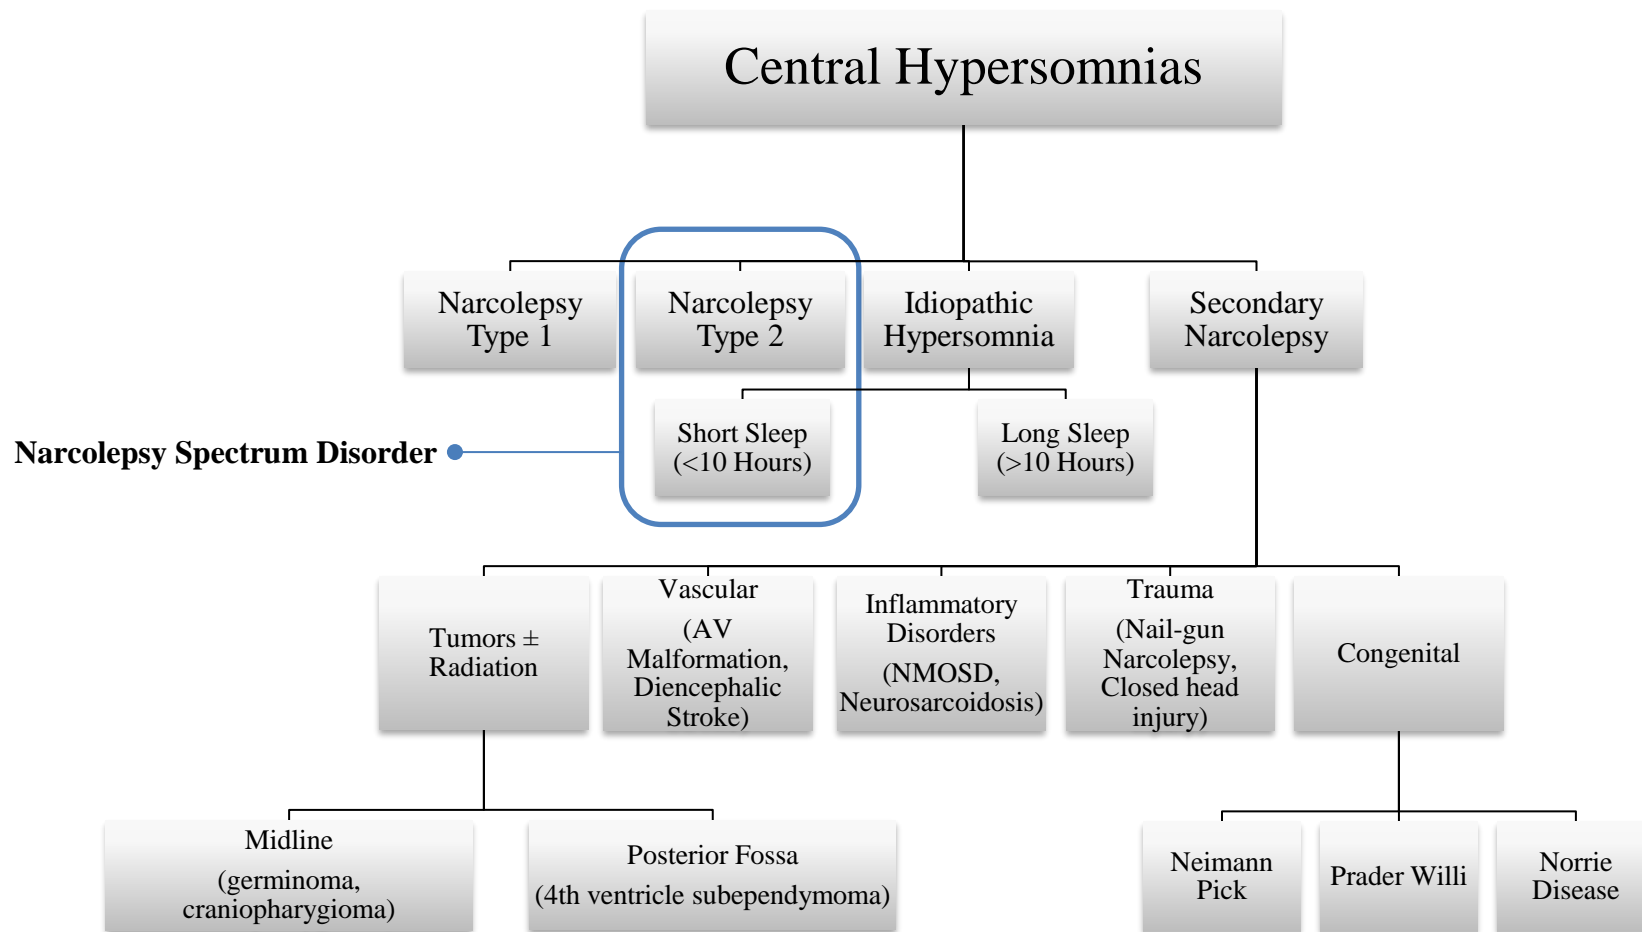 Central Hypersomnias
Narcolepsy
Type 1
Narcolepsy
Type 2
Idiopathic
Hypersomnia
Secondary
Narcolepsy
Short Sleep
(<10 Hours)
Long Sleep
(>10 Hours)
Narcolepsy Spectrum Disorder
Tumors ±
Radiation
Vascular
(AV
Malformation,
Diencephalic
Stroke)
Inflammatory
Disorders
(NMOSD,
Neurosarcoidosis)
Trauma
(Nail-gun
Narcolepsy,
Closed head
injury)
Congenital
Midline
(germinoma,
craniopharygioma)
Posterior Fossa
(4th ventricle subependymoma)
Neimann
Pick
Prader Willi
Norrie
Disease